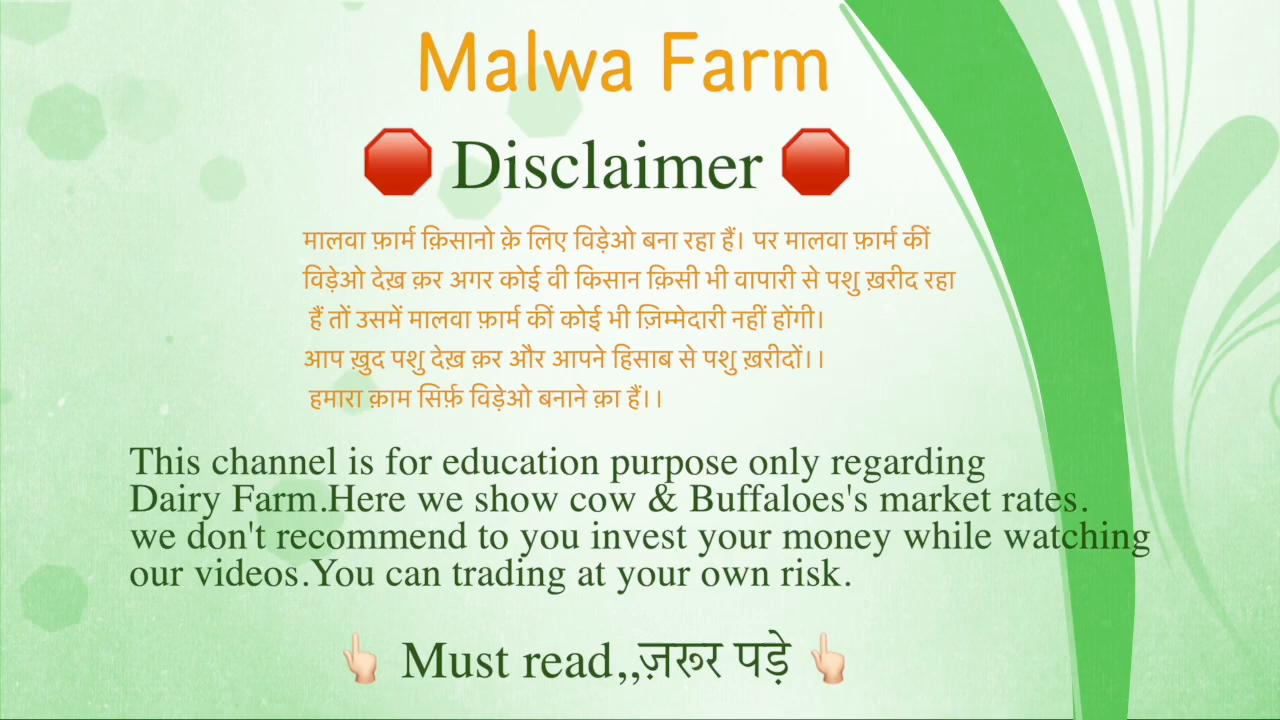 Malwa Farm
🛑 Disclaimer 🛑
मालवा फ़ार्म क़िसानो क़े लिए विड़ेओ बना रहा हैं। पर मालवा फ़ार्म कीं
विड़ेओ देख़ क़र अगर कोई वी किसान क़िसी भी वापारी से पशु ख़रीद रहा
हैं तों उसमें मालवा फ़ार्म कीं कोई भी ज़िम्मेदारी नहीं होंगी।
आप ख़ुद पशु देख़ क़र और आपने हिसाब से पशु ख़रीदों।।
हमारा क़ाम सिर्फ़ विड़ेओ बनाने क़ा हैं।।
This channel is for education purpose only regarding
Dairy Farm.Here we show cow & Buffaloes's market rates.
we don't recommend to you invest your money while watching
our videos.You can trading at your own risk.
👆🏻 Must read,,ज़रूर पड़े 👆🏻